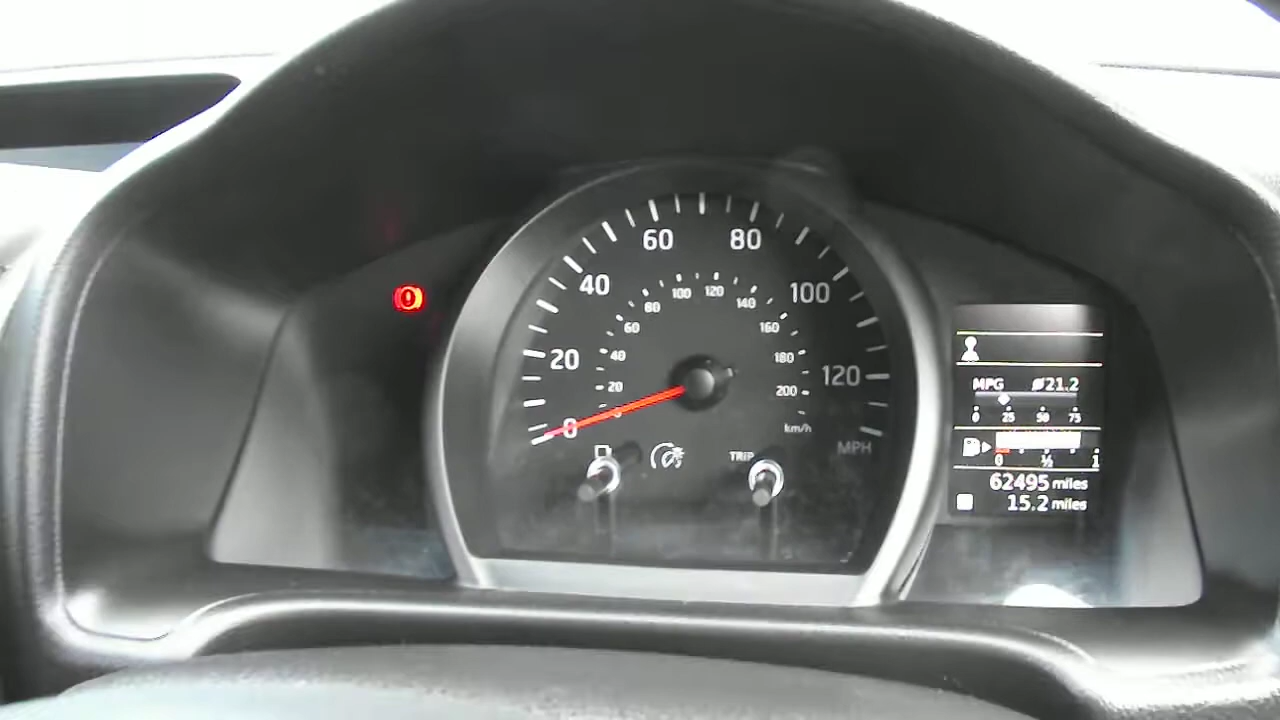 60 80
40 100
20 120
0 MPH
100 120
80 140
60 160
40 180
20 200
km/h
TRIP
MPG ⌀21.2
0 25 50 75
0 ½ 1
62495 miles
15.2 miles